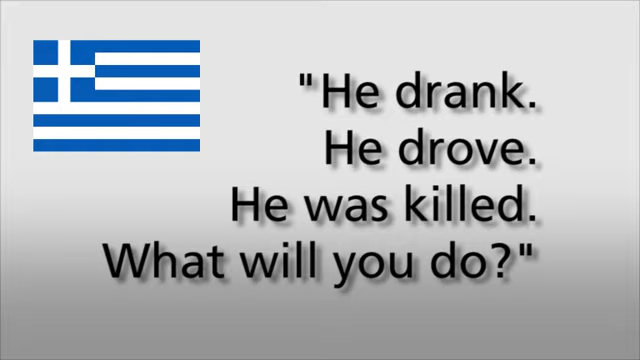 "He drank.
He drove.
He was killed.
What will you do?"